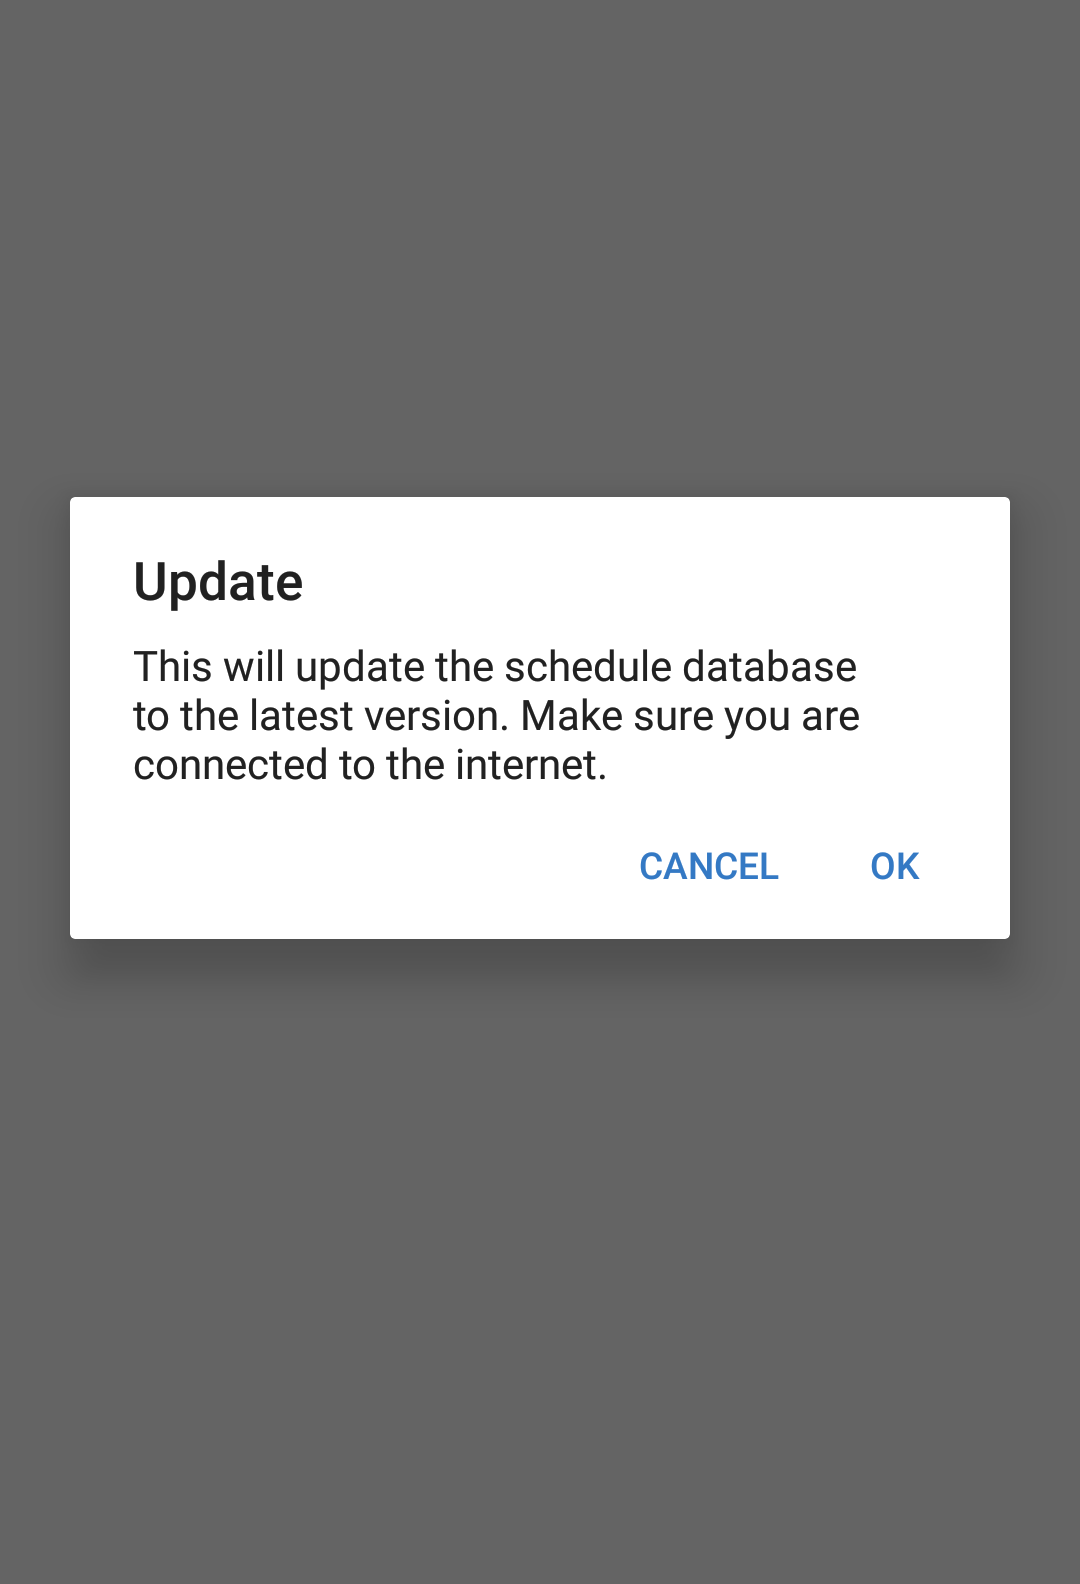 Update
This will update the schedule database
to the latest version. Make sure you are
connected to the internet.
CANCEL OK